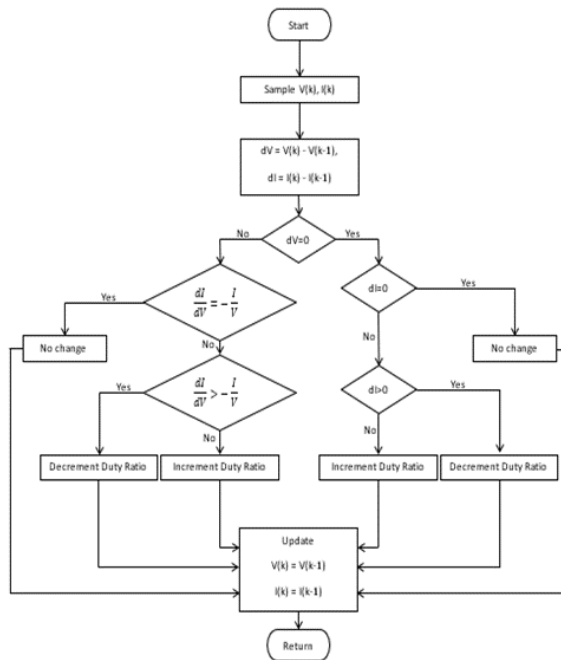 Start
Sample V(k), I(k)
dV = V(k) - V(k-1),
dI = I(k) - I(k-1)
No
dV=0
Yes
dI/dV = - I/V
Yes
No change
No
dI=0
Yes
No
No change
dI/dV > - I/V
Yes
No
dI>0
Yes
No
Decrement Duty Ratio
Increment Duty Ratio
Increment Duty Ratio
Decrement Duty Ratio
Update
V(k) = V(k-1)
I(k) = I(k-1)
Return